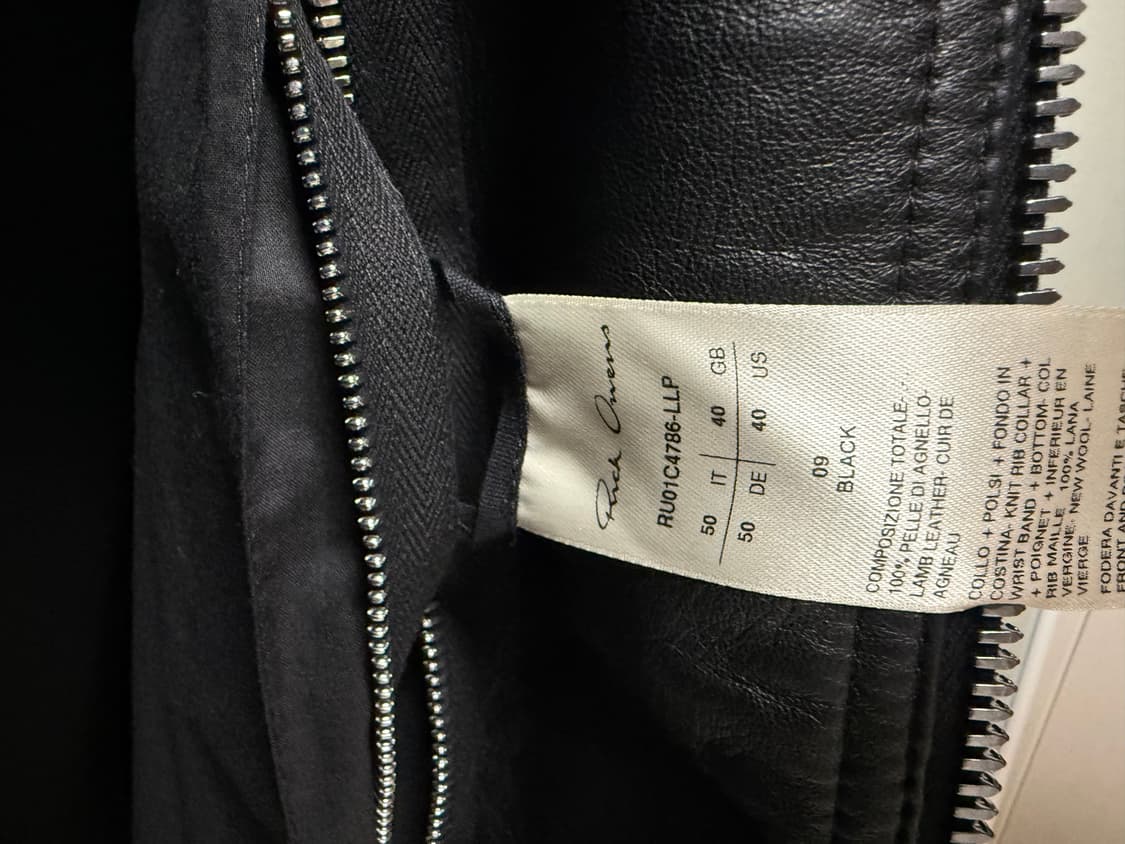 Rick Owens
RU01C4786-LLP
50 IT 40 GB
50 DE 40 US
09
BLACK
COMPOSIZIONE TOTALE-
100% PELLE DI AGNELLO-
LAMB LEATHER- CUIR DE
AGNEAU
COLLO + POLSI + FONDO IN
COSTINA- KNIT RIB COLLAR +
WRIST BAND + BOTTOM- COL
+ POIGNET + INFERIEUR EN
RIB MAILLE 100% LANA
VERGINE- NEW WOOL- LAINE
VIERGE
FODERA DAVANTI E TASCHE
FRONT AND